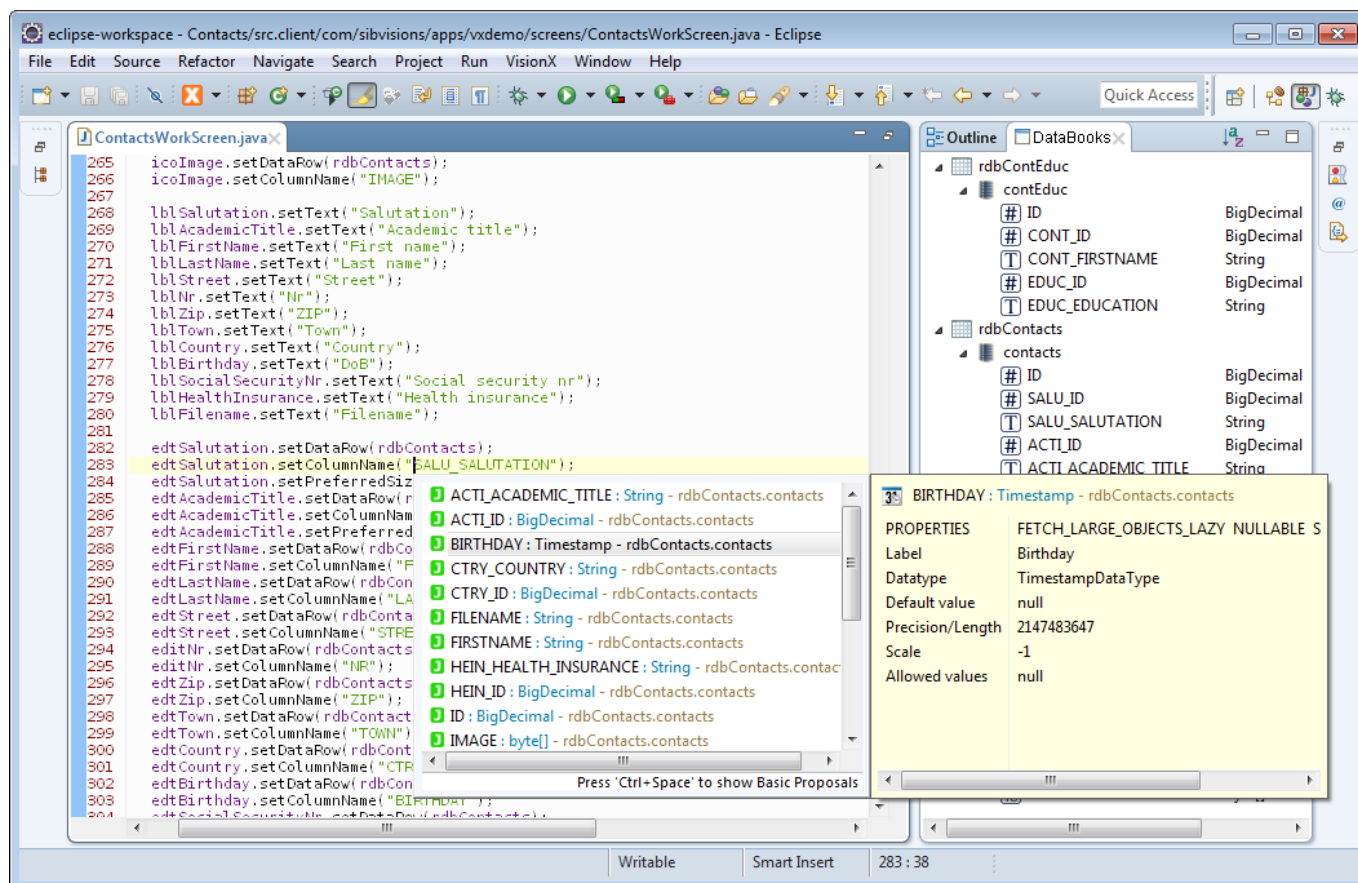 eclipse-workspace - Contacts/src.client/com/sibvisions/apps/vxdemo/screens/ContactsWorkScreen.java - Eclipse
File Edit Source Refactor Navigate Search Project Run VisionX Window Help
Quick Access
ContactsWorkScreen.java
265 icoImage.setDataRow(rdbContacts);
266 icoImage.setColumnName("IMAGE");
267
268 lblSalutation.setText("Salutation");
269 lblAcademicTitle.setText("Academic title");
270 lblFirstName.setText("First name");
271 lblLastName.setText("Last name");
272 lblStreet.setText("Street");
273 lblNr.setText("Nr");
274 lblZip.setText("ZIP");
275 lblTown.setText("Town");
276 lblCountry.setText("Country");
277 lblBirthday.setText("DoB");
278 lblSocialSecurityNr.setText("Social security nr");
279 lblHealthInsurance.setText("Health insurance");
280 lblFilename.setText("Filename");
281
282 edtSalutation.setDataRow(rdbContacts);
283 edtSalutation.setColumnName("SALU_SALUTATION");
284 edtSalutation.setPreferredSiz
285 edtAcademicTitle.setDataRow(r
286 edtAcademicTitle.setColumnNam
287 edtAcademicTitle.setPreferred
288 edtFirstName.setDataRow(rdbCo
289 edtFirstName.setColumnName("F
290 edtLastName.setDataRow(rdbCon
291 edtLastName.setColumnName("LA
292 edtStreet.setDataRow(rdbConta
293 edtStreet.setColumnName("STRE
294 editNr.setDataRow(rdbContacts
295 editNr.setColumnName("NR");
296 edtZip.setDataRow(rdbContacts
297 edtZip.setColumnName("ZIP");
298 edtTown.setDataRow(rdbContact
299 edtTown.setColumnName("TOWN")
300 edtCountry.setDataRow(rdbCont
301 edtCountry.setColumnName("CTR
302 edtBirthday.setDataRow(rdbCon
303 edtBirthday.setColumnName("BIRTHDAY");
304 edtSocialSecurityNr.setDataRow(rdbContacts);
ACTI_ACADEMIC_TITLE : String - rdbContacts.contacts
ACTI_ID : BigDecimal - rdbContacts.contacts
BIRTHDAY : Timestamp - rdbContacts.contacts
CTRY_COUNTRY : String - rdbContacts.contacts
CTRY_ID : BigDecimal - rdbContacts.contacts
FILENAME : String - rdbContacts.contacts
FIRSTNAME : String - rdbContacts.contacts
HEIN_HEALTH_INSURANCE : String - rdbContacts.contac
HEIN_ID : BigDecimal - rdbContacts.contacts
ID : BigDecimal - rdbContacts.contacts
IMAGE : byte[] - rdbContacts.contacts
Press 'Ctrl+Space' to show Basic Proposals
Outline DataBooks
rdbContEduc
contEduc
ID BigDecimal
CONT_ID BigDecimal
CONT_FIRSTNAME String
EDUC_ID BigDecimal
EDUC_EDUCATION String
rdbContacts
contacts
ID BigDecimal
SALU_ID BigDecimal
SALU_SALUTATION String
ACTI_ID BigDecimal
ACTI_ACADEMIC_TITLE String
BIRTHDAY : Timestamp - rdbContacts.contacts
PROPERTIES FETCH_LARGE_OBJECTS_LAZY NULLABLE S
Label Birthday
Datatype TimestampDataType
Default value null
Precision/Length 2147483647
Scale -1
Allowed values null
Writable Smart Insert 283 : 38